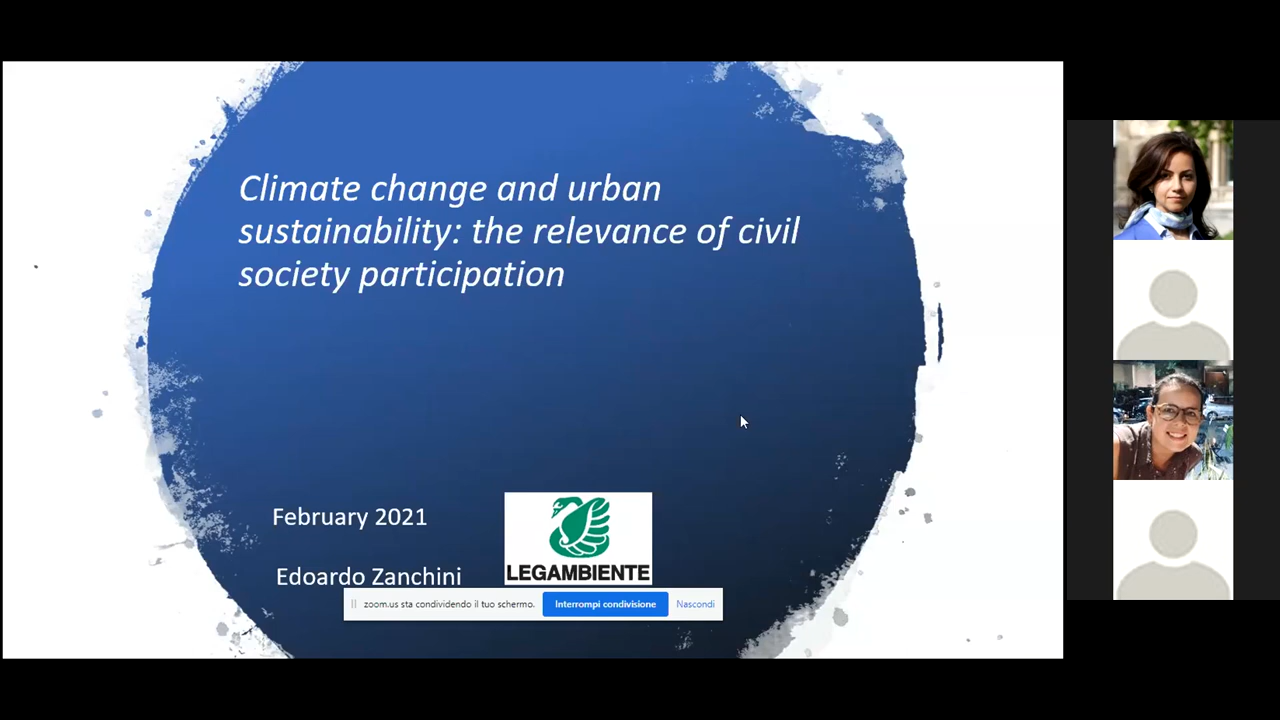 Climate change and urban
sustainability: the relevance of civil
society participation
February 2021
LEGAMBIENTE
Edoardo Zanchini
zoom.us sta condividendo il tuo schermo.
Interrompi condivisione
Nascondi